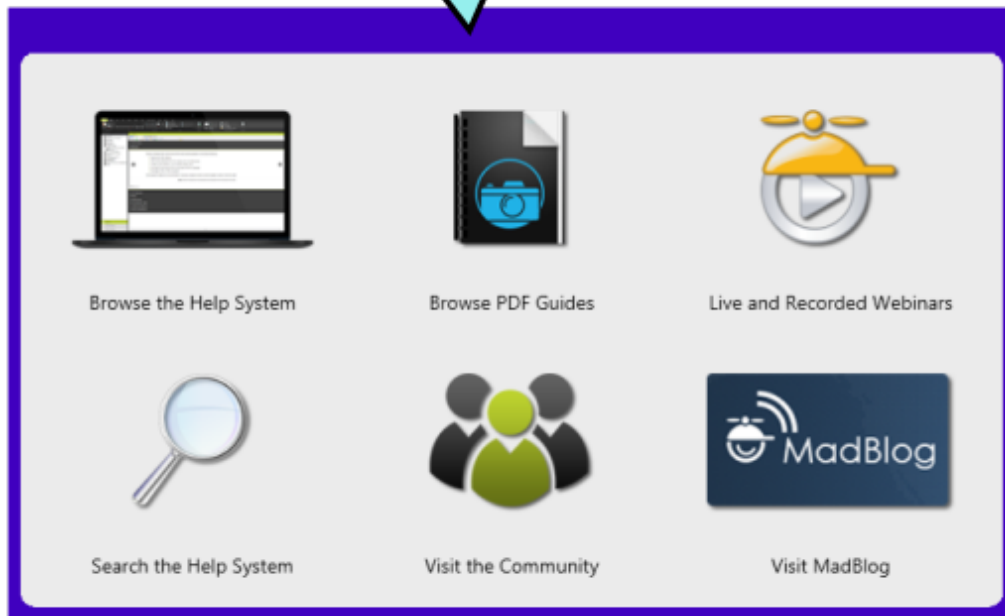 Browse the Help System
Browse PDF Guides
Live and Recorded Webinars
MadBlog
Search the Help System
Visit the Community
Visit MadBlog